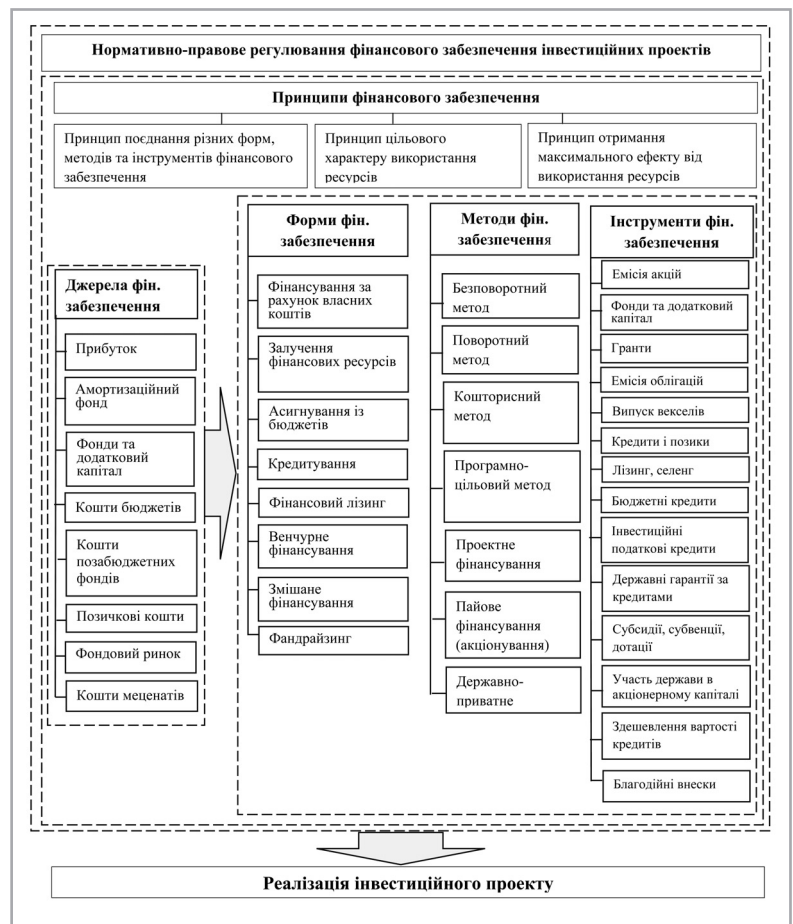 Нормативно-правове регулювання фінансового забезпечення інвестиційних проектів
Принципи фінансового забезпечення
Принцип поєднання різних форм,
методів та інструментів фінансового
забезпечення
Принцип цільового
характеру використання
ресурсів
Принцип отримання
максимального ефекту від
використання ресурсів
Джерела фін.
забезпечення
Прибуток
Амортизаційний
фонд
Фонди та
додатковий
капітал
Кошти бюджетів
Кошти
позабюджетних
фондів
Позичкові кошти
Фондовий ринок
Кошти меценатів
Форми фін.
забезпечення
Фінансування за
рахунок власних
коштів
Залучення
фінансових ресурсів
Асигнування із
бюджетів
Кредитування
Фінансовий лізинг
Венчурне
фінансування
Змішане
фінансування
Фандрайзинг
Методи фін.
забезпечення
Безповоротний
метод
Поворотний
метод
Кошторисний
метод
Програмно-
цільовий метод
Проектне
фінансування
Пайове
фінансування
(акціонування)
Державно-
приватне
Інструменти фін.
забезпечення
Емісія акцій
Фонди та додатковий
капітал
Гранти
Емісія облігацій
Випуск векселів
Кредити і позики
Лізинг, селенг
Бюджетні кредити
Інвестиційні
податкові кредити
Державні гарантії за
кредитами
Субсидії, субвенції,
дотації
Участь держави в
акціонерному капіталі
Здешевлення вартості
кредитів
Благодійні внески
Реалізація інвестиційного проекту